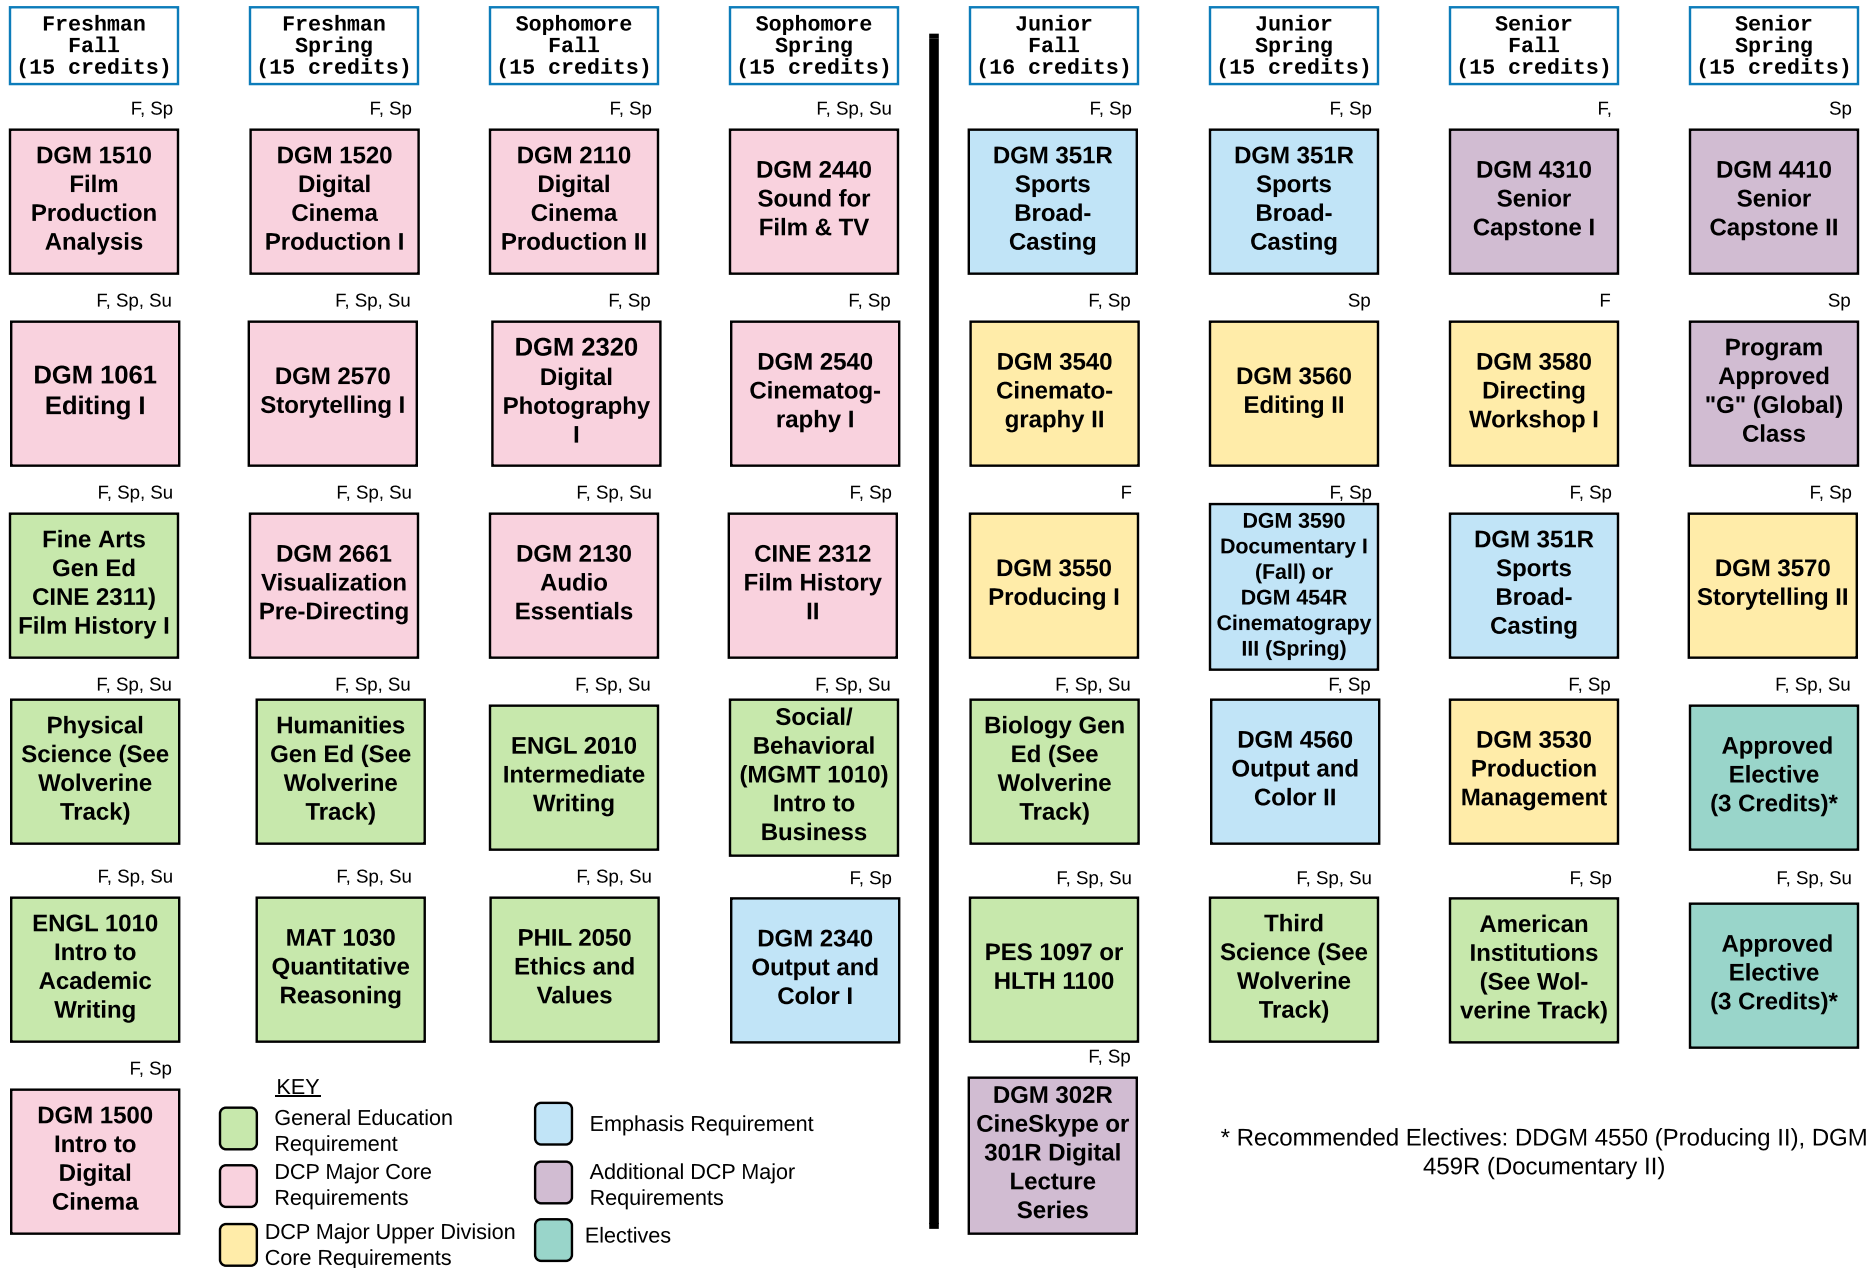 Freshman
Fall
(15 credits)
F, Sp
DGM 1510
Film
Production
Analysis
F, Sp, Su
DGM 1061
Editing I
F, Sp, Su
Fine Arts
Gen Ed
CINE 2311)
Film History I
F, Sp, Su
Physical
Science (See
Wolverine
Track)
F, Sp, Su
ENGL 1010
Intro to
Academic
Writing
F, Sp
DGM 1500
Intro to
Digital
Cinema
Freshman
Spring
(15 credits)
F, Sp
DGM 1520
Digital
Cinema
Production I
F, Sp, Su
DGM 2570
Storytelling I
F, Sp, Su
DGM 2661
Visualization
Pre-Directing
F, Sp, Su
Humanities
Gen Ed (See
Wolverine
Track)
F, Sp, Su
MAT 1030
Quantitative
Reasoning
Sophomore
Fall
(15 credits)
F, Sp
DGM 2110
Digital
Cinema
Production II
F, Sp
DGM 2320
Digital
Photography
I
F, Sp, Su
DGM 2130
Audio
Essentials
F, Sp, Su
ENGL 2010
Intermediate
Writing
F, Sp, Su
PHIL 2050
Ethics and
Values
Sophomore
Spring
(15 credits)
F, Sp, Su
DGM 2440
Sound for
Film & TV
F, Sp
DGM 2540
Cinematog-
raphy I
F, Sp
CINE 2312
Film History
II
F, Sp, Su
Social/
Behavioral
(MGMT 1010)
Intro to
Business
F, Sp
DGM 2340
Output and
Color I
KEY
General Education
Requirement
DCP Major Core
Requirements
DCP Major Upper Division
Core Requirements
Emphasis Requirement
Additional DCP Major
Requirements
Electives
Junior
Fall
(16 credits)
F, Sp
DGM 351R
Sports
Broad-
Casting
F, Sp
DGM 3540
Cinemato-
graphy II
F
DGM 3550
Producing I
F, Sp, Su
Biology Gen
Ed (See
Wolverine
Track)
F, Sp, Su
PES 1097 or
HLTH 1100
F, Sp
DGM 302R
CineSkype or
301R Digital
Lecture
Series
Junior
Spring
(15 credits)
F, Sp
DGM 351R
Sports
Broad-
Casting
Sp
DGM 3560
Editing II
F, Sp
DGM 3590
Documentary I
(Fall) or
DGM 454R
Cinematograpy
III (Spring)
F, Sp
DGM 4560
Output and
Color II
F, Sp, Su
Third
Science (See
Wolverine
Track)
Senior
Fall
(15 credits)
F,
DGM 4310
Senior
Capstone I
F
DGM 3580
Directing
Workshop I
F, Sp
DGM 351R
Sports
Broad-
Casting
F, Sp
DGM 3530
Production
Management
F, Sp
American
Institutions
(See Wol-
verine Track)
Senior
Spring
(15 credits)
Sp
DGM 4410
Senior
Capstone II
Sp
Program
Approved
"G" (Global)
Class
F, Sp
DGM 3570
Storytelling II
F, Sp, Su
Approved
Elective
(3 Credits)*
F, Sp, Su
Approved
Elective
(3 Credits)*
* Recommended Electives: DDGM 4550 (Producing II), DGM
459R (Documentary II)